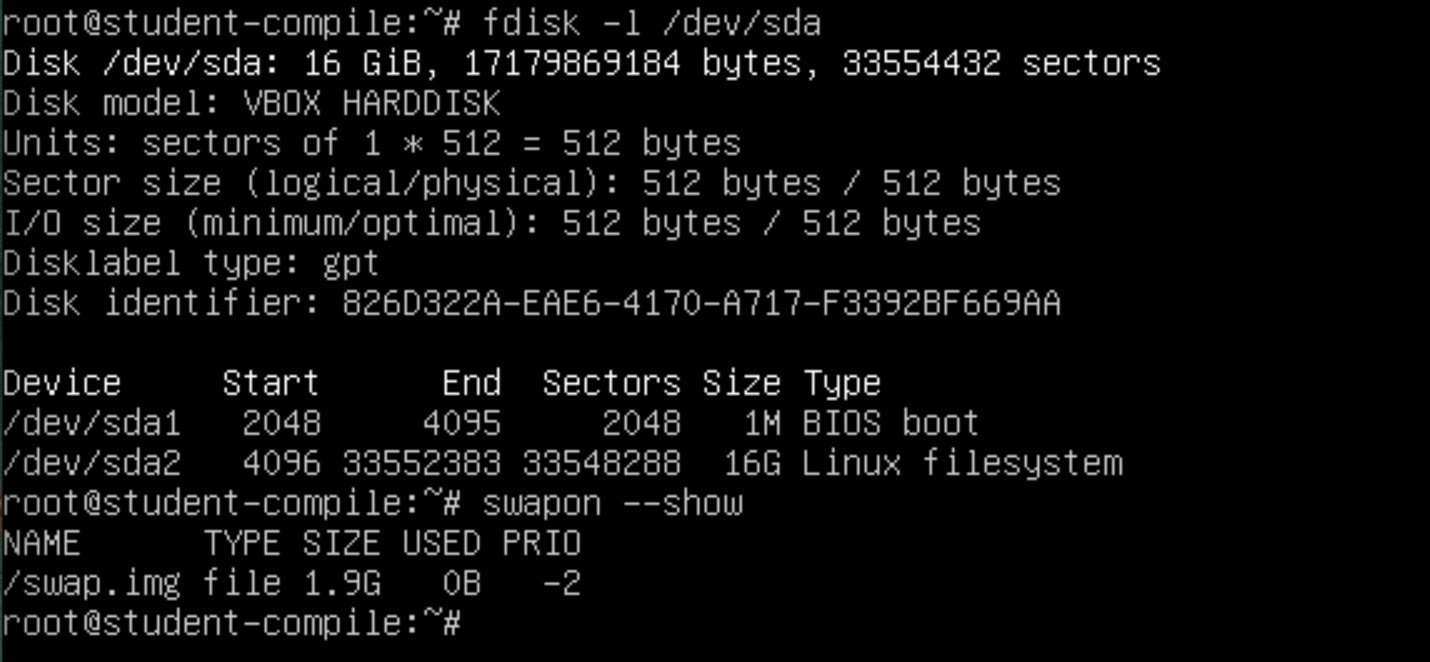 root@student-compile:~# fdisk -l /dev/sda
Disk /dev/sda: 16 GiB, 17179869184 bytes, 33554432 sectors
Disk model: VBOX HARDDISK
Units: sectors of 1 * 512 = 512 bytes
Sector size (logical/physical): 512 bytes / 512 bytes
I/O size (minimum/optimal): 512 bytes / 512 bytes
Disklabel type: gpt
Disk identifier: 826D322A-EAE6-4170-A717-F3392BF669AA

Device     Start      End  Sectors Size Type
/dev/sda1   2048     4095     2048   1M BIOS boot
/dev/sda2   4096 33552383 33548288  16G Linux filesystem
root@student-compile:~# swapon --show
NAME      TYPE SIZE USED PRIO
/swap.img file 1.9G   0B   -2
root@student-compile:~#